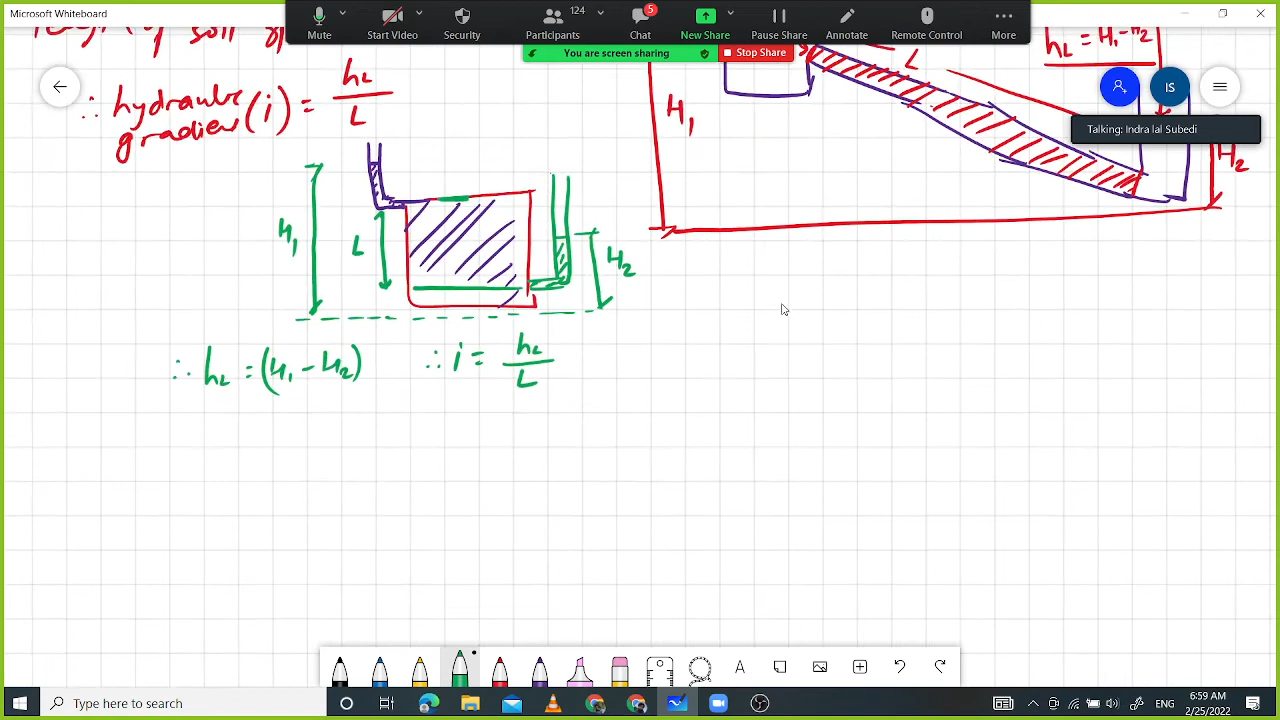 Microsoft Whiteboard
Mute
Start Video
Security
Participants
124
Chat
5
New Share
Pause Share
Annotate
Remote Control
More
You are screen sharing
Stop Share
IS
Talking: Indra lal Subedi
of soil
∴ hydraulic gradient (i) = hL / L
L
hL = H1 - H2
H1
H2
H1
L
H2
∴ hL = (H1 - H2)
∴ i = hL / L
A
Type here to search
ENG
6:59 AM
2/25/2022